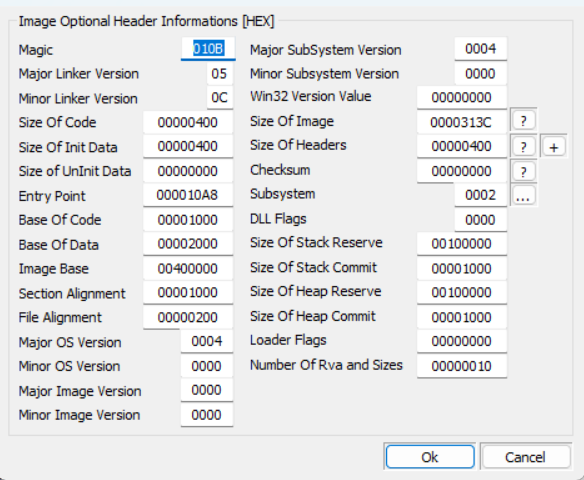 Image Optional Header Informations [HEX]
Magic 010B
Major Linker Version 05
Minor Linker Version 0C
Size Of Code 00000400
Size Of Init Data 00000400
Size of UnInit Data 00000000
Entry Point 000010A8
Base Of Code 00001000
Base Of Data 00002000
Image Base 00400000
Section Alignment 00001000
File Alignment 00000200
Major OS Version 0004
Minor OS Version 0000
Major Image Version 0000
Minor Image Version 0000
Major SubSystem Version 0004
Minor Subsystem Version 0000
Win32 Version Value 00000000
Size Of Image 0000313C ?
Size Of Headers 00000400 ? +
Checksum 00000000 ?
Subsystem 0002 ...
DLL Flags 0000
Size Of Stack Reserve 00100000
Size Of Stack Commit 00001000
Size Of Heap Reserve 00100000
Size Of Heap Commit 00001000
Loader Flags 00000000
Number Of Rva and Sizes 00000010
Ok Cancel